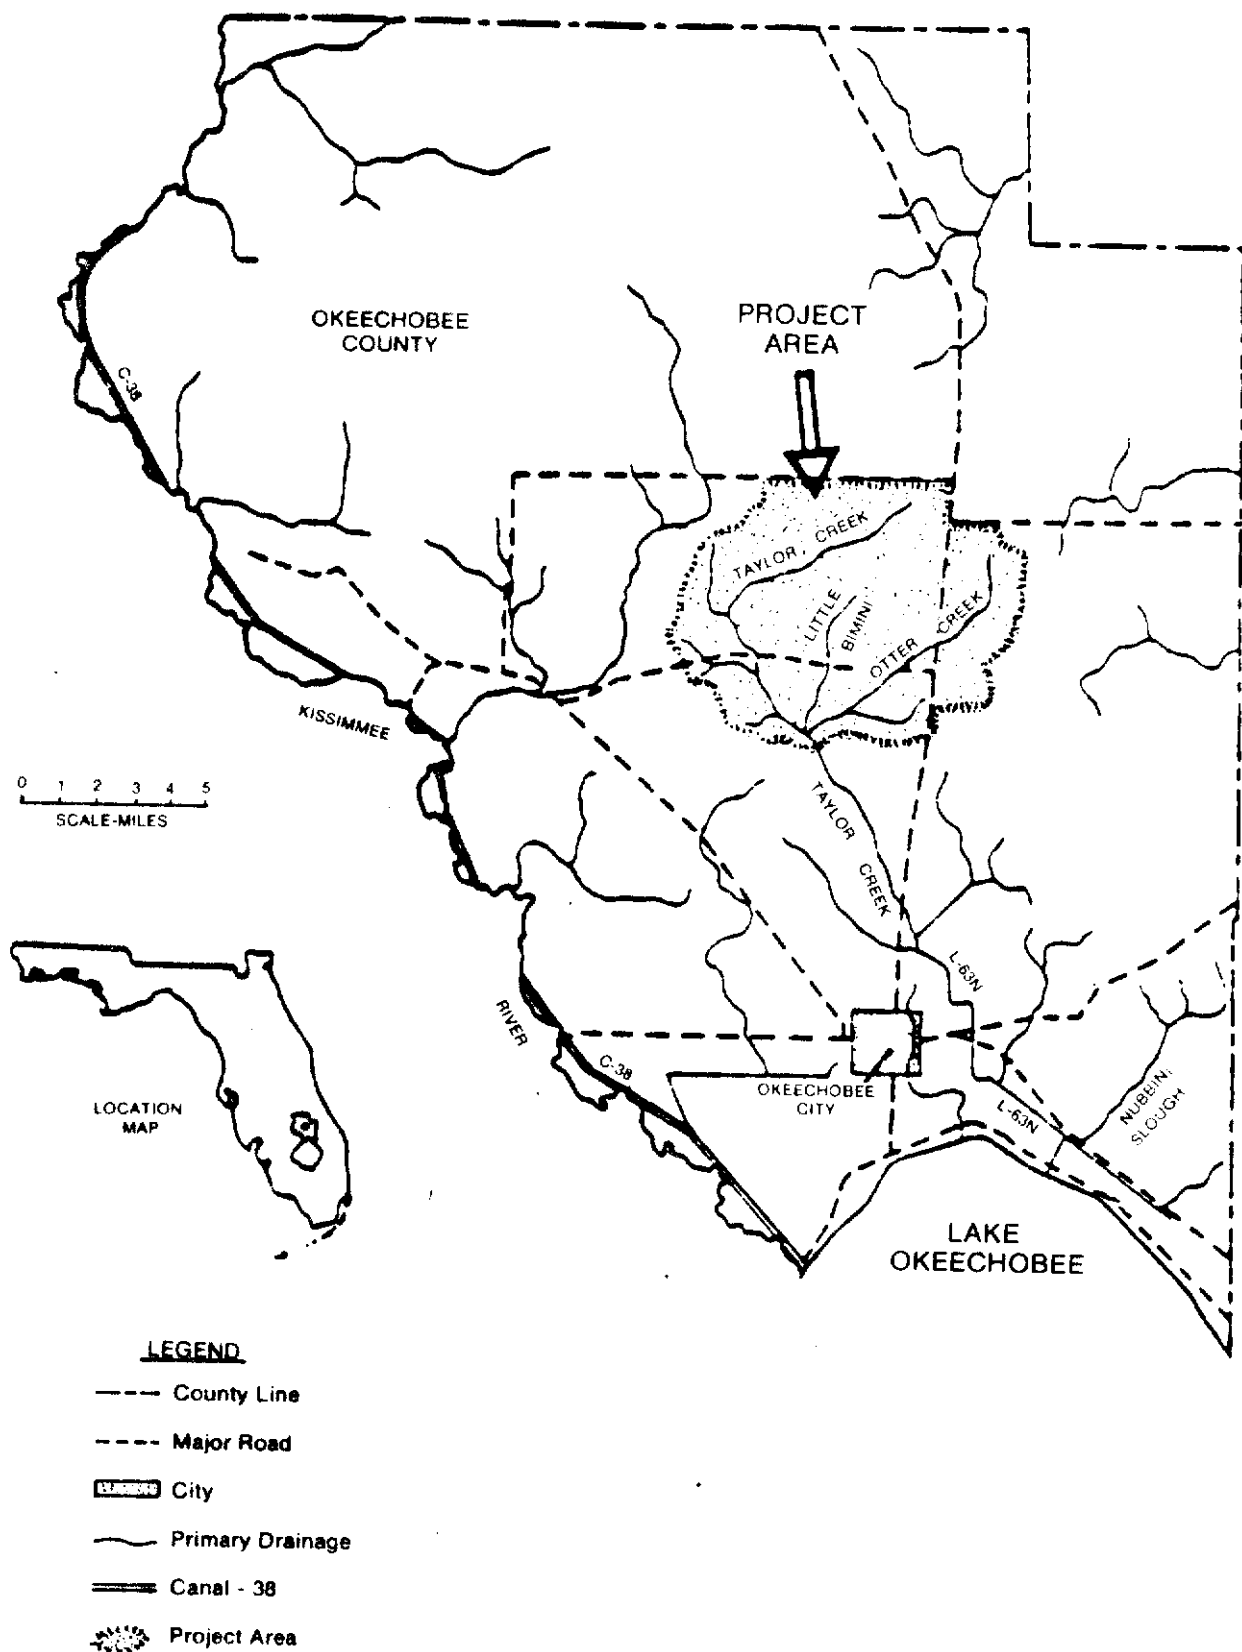 OKEECHOBEE
COUNTY
PROJECT
AREA
C-38
TAYLOR CREEK
LITTLE
BIMINI
OTTER CREEK
KISSIMMEE
0 1 2 3 4 5
SCALE-MILES
TAYLOR
CREEK
L-63N
RIVER
C-38
OKEECHOBEE
CITY
L-63N
NUBBIN
SLOUGH
LOCATION
MAP
LAKE
OKEECHOBEE
LEGEND
County Line
Major Road
City
Primary Drainage
Canal - 38
Project Area